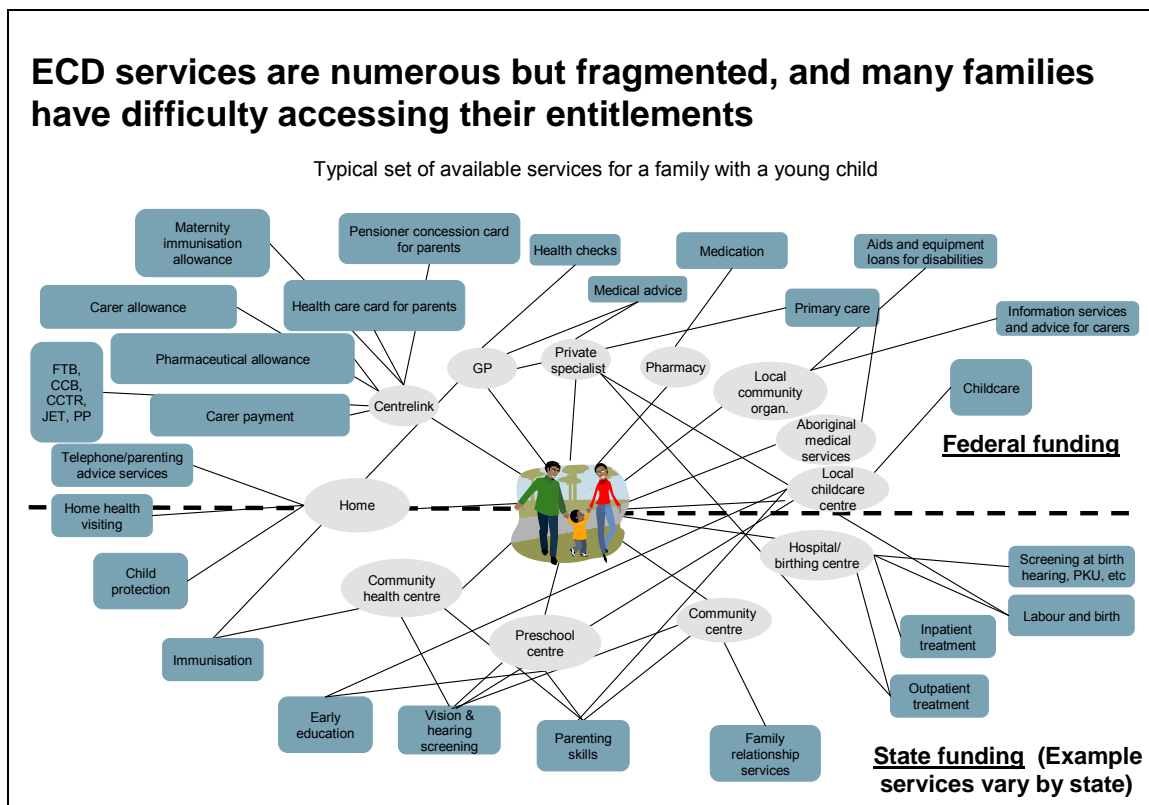 ECD services are numerous but fragmented, and many families
have difficulty accessing their entitlements
Typical set of available services for a family with a young child
Maternity
immunisation
allowance
Pensioner concession card
for parents
Health checks
Medication
Aids and equipment
loans for disabilities
Carer allowance
Health care card for parents
Medical advice
Primary care
Information services
and advice for carers
Pharmaceutical allowance
GP
Private
specialist
Pharmacy
Local
community
organ.
Childcare
FTB,
CCB,
CCTR,
JET, PP
Carer payment
Centrelink
Aboriginal
medical
services
Federal funding
Telephone/parenting
advice services
Home
Local
childcare
centre
Home health
visiting
Hospital/
birthing centre
Screening at birth
hearing, PKU, etc
Child
protection
Community
health centre
Labour and birth
Community
centre
Preschool
centre
Inpatient
treatment
Immunisation
Outpatient
treatment
Early
education
Vision &
hearing
screening
Parenting
skills
Family
relationship
services
State funding (Example
services vary by state)